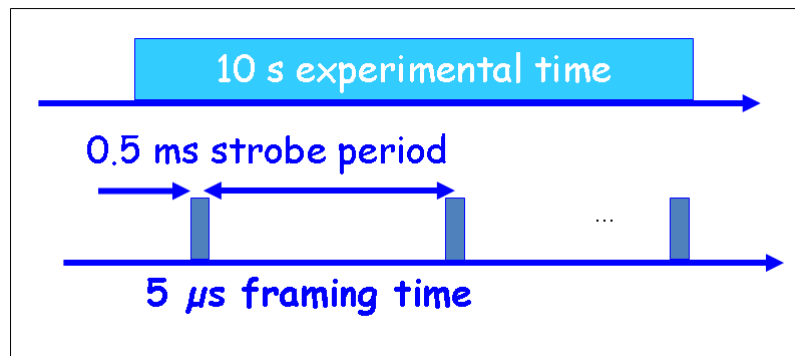 10 s experimental time
0.5 ms strobe period
...
5 µs framing time